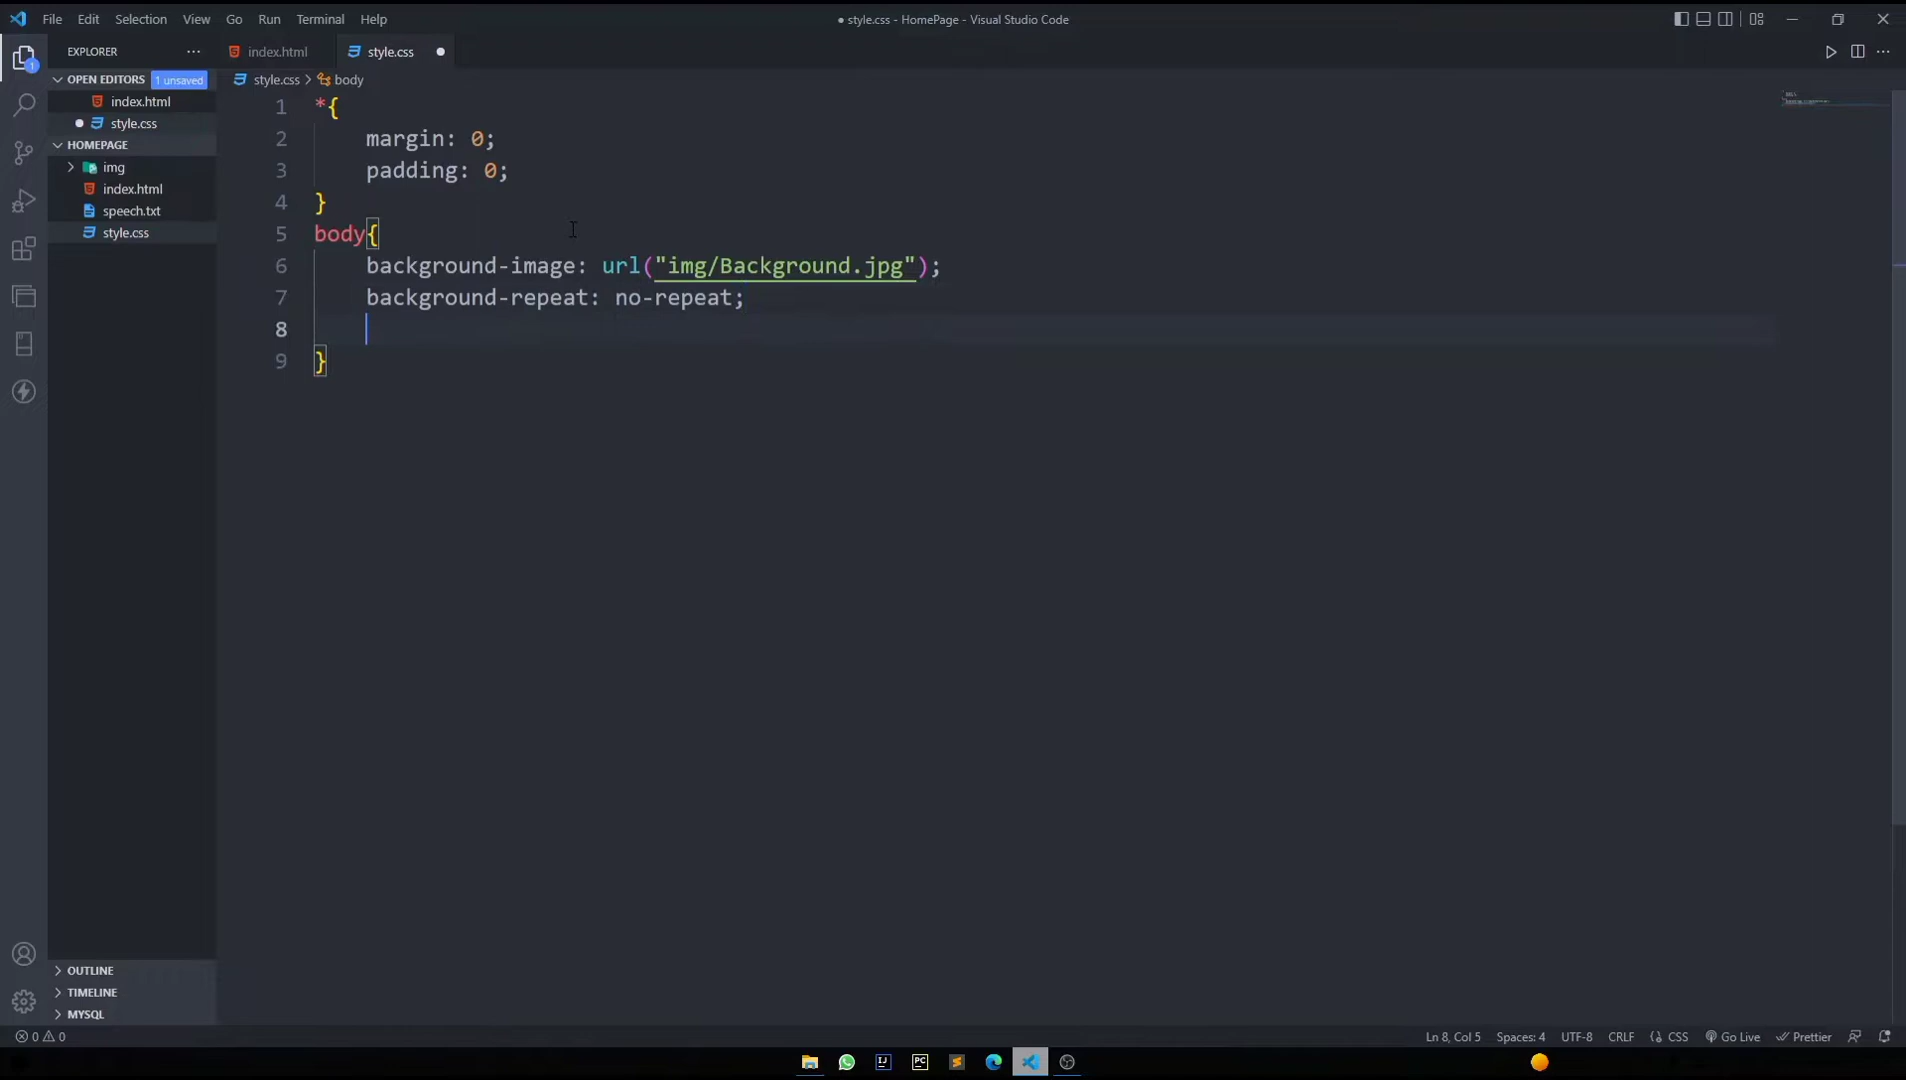 File Edit Selection View Go Run Terminal Help
● style.css - HomePage - Visual Studio Code
EXPLORER
OPEN EDITORS 1 unsaved
index.html
style.css
HOMEPAGE
img
index.html
speech.txt
style.css
OUTLINE
TIMELINE
MYSQL
1
index.html
style.css
style.css > body
1 *{
2 margin: 0;
3 padding: 0;
4 }
5 body{
6 background-image: url("img/Background.jpg");
7 background-repeat: no-repeat;
8
9 }
0 0
Ln 8, Col 5 Spaces: 4 UTF-8 CRLF {} CSS Go Live Prettier
IJ PC